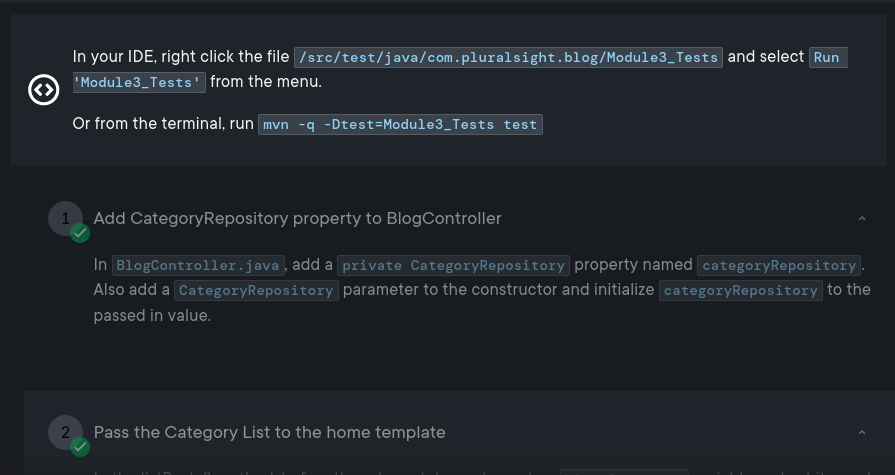 In your IDE, right click the file /src/test/java/com.pluralsight.blog/Module3_Tests and select Run
'Module3_Tests' from the menu.
Or from the terminal, run mvn -q -Dtest=Module3_Tests test
1 Add CategoryRepository property to BlogController
In BlogController.java, add a private CategoryRepository property named categoryRepository.
Also add a CategoryRepository parameter to the constructor and initialize categoryRepository to the
passed in value.
2 Pass the Category List to the home template